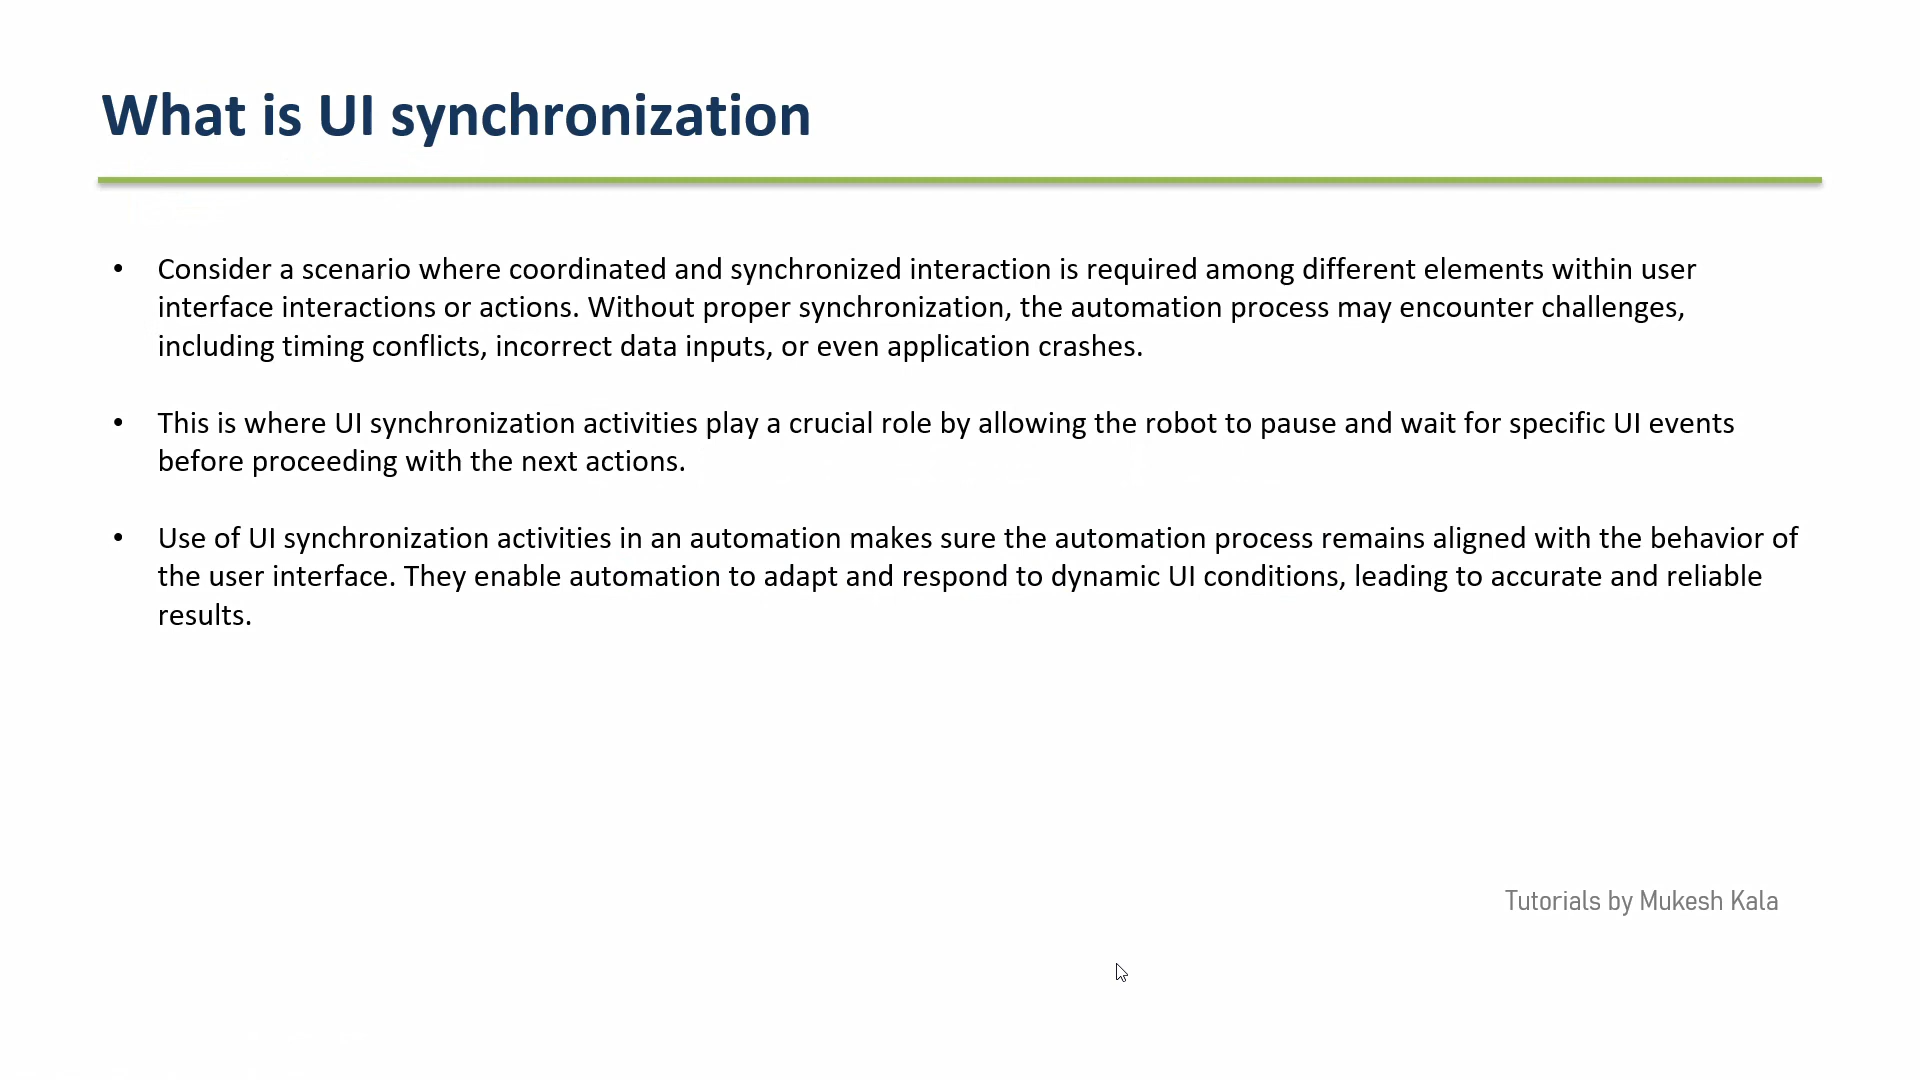 What is UI synchronization
• Consider a scenario where coordinated and synchronized interaction is required among different elements within user
interface interactions or actions. Without proper synchronization, the automation process may encounter challenges,
including timing conflicts, incorrect data inputs, or even application crashes.
• This is where UI synchronization activities play a crucial role by allowing the robot to pause and wait for specific UI events
before proceeding with the next actions.
• Use of UI synchronization activities in an automation makes sure the automation process remains aligned with the behavior of
the user interface. They enable automation to adapt and respond to dynamic UI conditions, leading to accurate and reliable
results.
Tutorials by Mukesh Kala